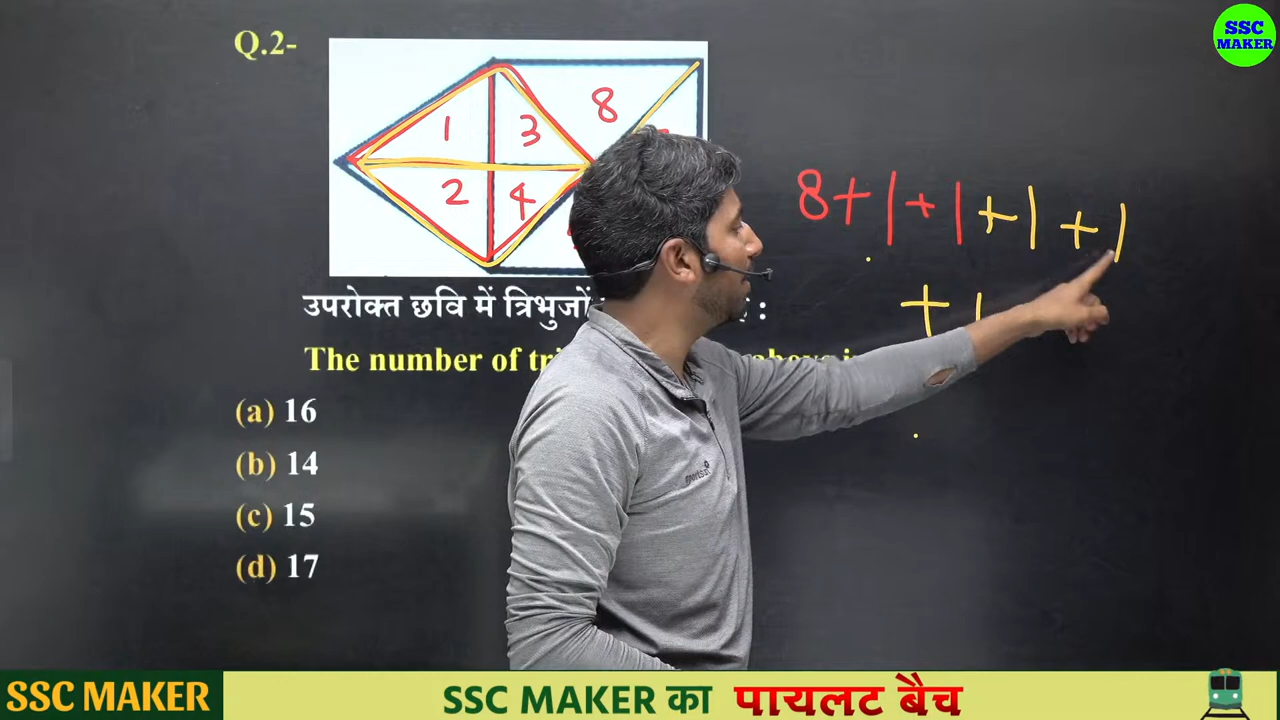 SSC
MAKER
Q.2-
1 3 8
2 4
8+1+1+1+1
+1
उपरोक्त छवि में त्रिभुजों :
The number of
(a) 16
(b) 14
(c) 15
(d) 17
SSC MAKER SSC MAKER का पायलट बैच